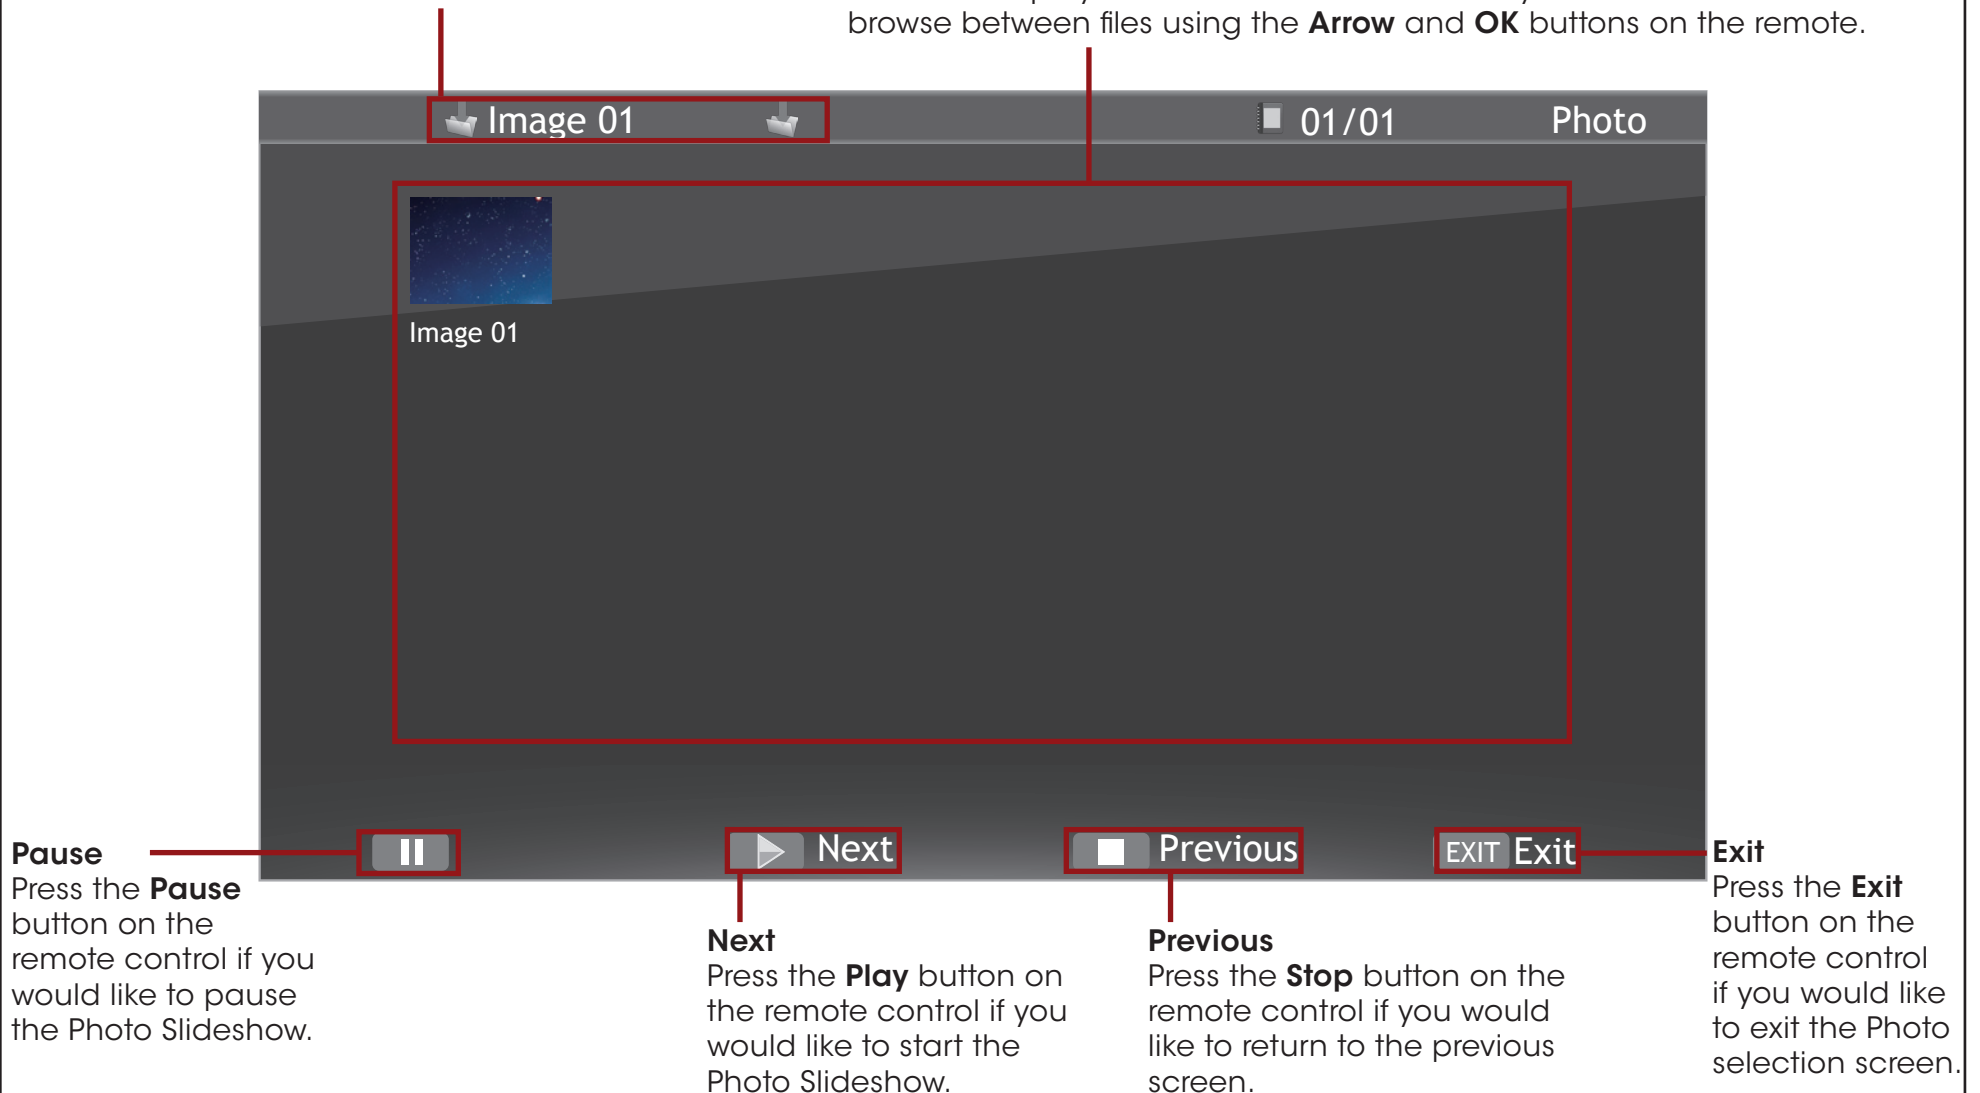 browse between files using the Arrow and OK buttons on the remote.
Image 01
01/01
Photo
Image 01
Next
Previous
EXIT Exit
Pause
Press the Pause
button on the
remote control if you
would like to pause
the Photo Slideshow.
Next
Press the Play button on
the remote control if you
would like to start the
Photo Slideshow.
Previous
Press the Stop button on the
remote control if you would
like to return to the previous
screen.
Exit
Press the Exit
button on the
remote control
if you would like
to exit the Photo
selection screen.